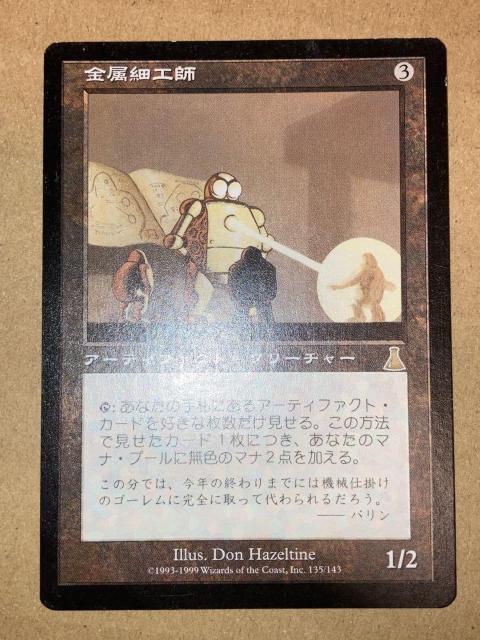 金属細工師
3
アーティファクト・クリーチャー
：あなたの手札にあるアーティファクト・
カードを好きな枚数だけ見せる。この方法
で見せたカード1枚につき、あなたのマ
ナ・プールに無色のマナ2点を加える。
この分では、今年の終わりまでには機械仕掛け
のゴーレムに完全に取って代わられるだろう。
—— バリン
Illus. Don Hazeltine
©1993-1999 Wizards of the Coast, Inc. 135/143
1/2